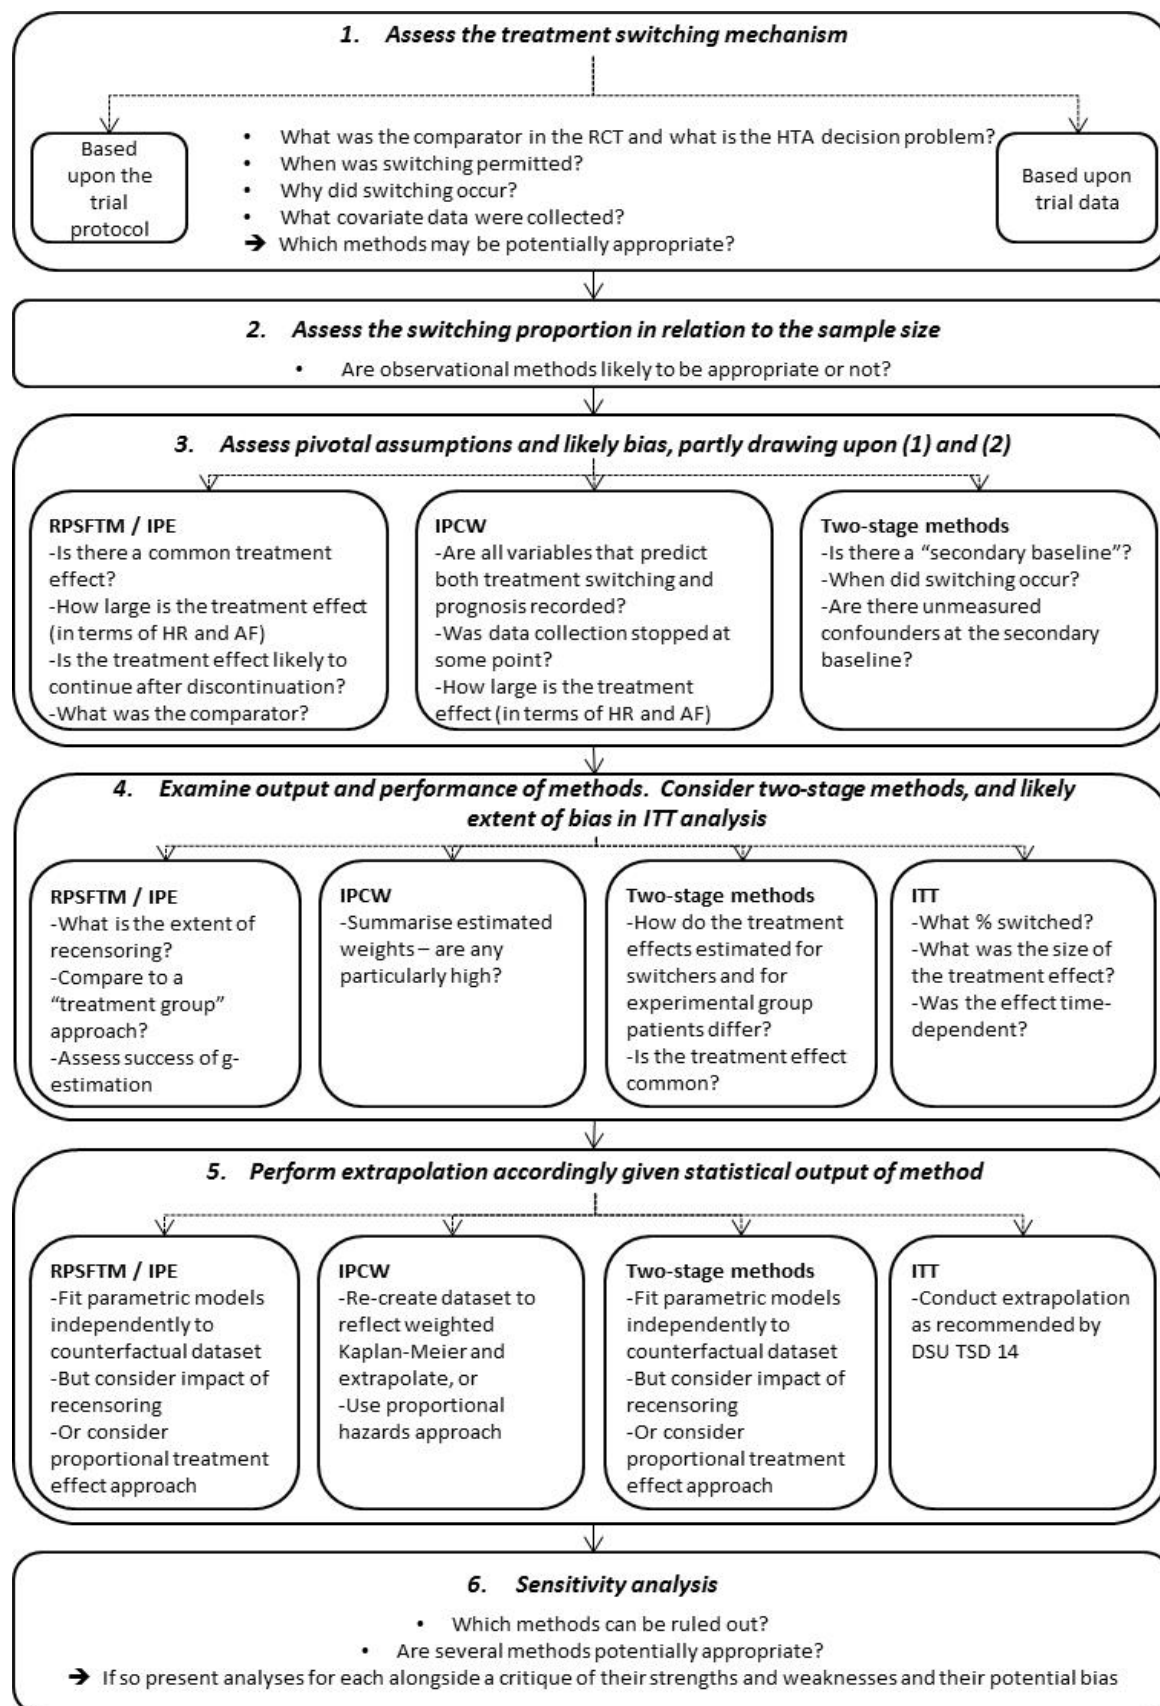 1. Assess the treatment switching mechanism
Based
upon the
trial
protocol
• What was the comparator in the RCT and what is the HTA decision problem?
• When was switching permitted?
• Why did switching occur?
• What covariate data were collected?
➔ Which methods may be potentially appropriate?
Based upon
trial data
2. Assess the switching proportion in relation to the sample size
• Are observational methods likely to be appropriate or not?
3. Assess pivotal assumptions and likely bias, partly drawing upon (1) and (2)
RPSFTM / IPE
-Is there a common treatment
effect?
-How large is the treatment effect
(in terms of HR and AF)
-Is the treatment effect likely to
continue after discontinuation?
-What was the comparator?
IPCW
-Are all variables that predict
both treatment switching and
prognosis recorded?
-Was data collection stopped at
some point?
-How large is the treatment
effect (in terms of HR and AF)
Two-stage methods
-Is there a “secondary baseline”?
-When did switching occur?
-Are there unmeasured
confounders at the secondary
baseline?
4. Examine output and performance of methods. Consider two-stage methods, and likely
extent of bias in ITT analysis
RPSFTM / IPE
-What is the extent of
recensoring?
-Compare to a
“treatment group”
approach?
-Assess success of g-
estimation
IPCW
-Summarise estimated
weights – are any
particularly high?
Two-stage methods
-How do the treatment
effects estimated for
switchers and for
experimental group
patients differ?
-Is the treatment effect
common?
ITT
-What % switched?
-What was the size of
the treatment effect?
-Was the effect time-
dependent?
5. Perform extrapolation accordingly given statistical output of method
RPSFTM / IPE
-Fit parametric models
independently to
counterfactual dataset
-But consider impact of
recensoring
-Or consider
proportional treatment
effect approach
IPCW
-Re-create dataset to
reflect weighted
Kaplan-Meier and
extrapolate, or
-Use proportional
hazards approach
Two-stage methods
-Fit parametric models
independently to
counterfactual dataset
-But consider impact of
recensoring
-Or consider
proportional treatment
effect approach
ITT
-Conduct extrapolation
as recommended by
DSU TSD 14
6. Sensitivity analysis
• Which methods can be ruled out?
• Are several methods potentially appropriate?
➔ If so present analyses for each alongside a critique of their strengths and weaknesses and their potential bias